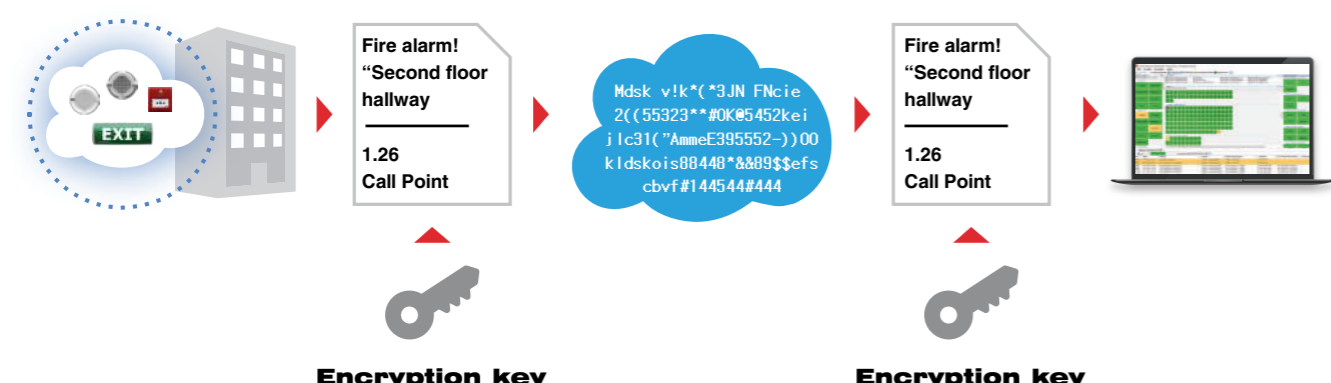 EXIT
Fire alarm!
“Second floor
hallway
1.26
Call Point
Mdsk v!k*(*3JN FNcie
2((55323**#OK@5452kei
jlc31("AmmeE395552-))OO
kldskois88448*&&89$$efs
cbvf#144544#444
Fire alarm!
“Second floor
hallway
1.26
Call Point
Encryption key
Encryption key